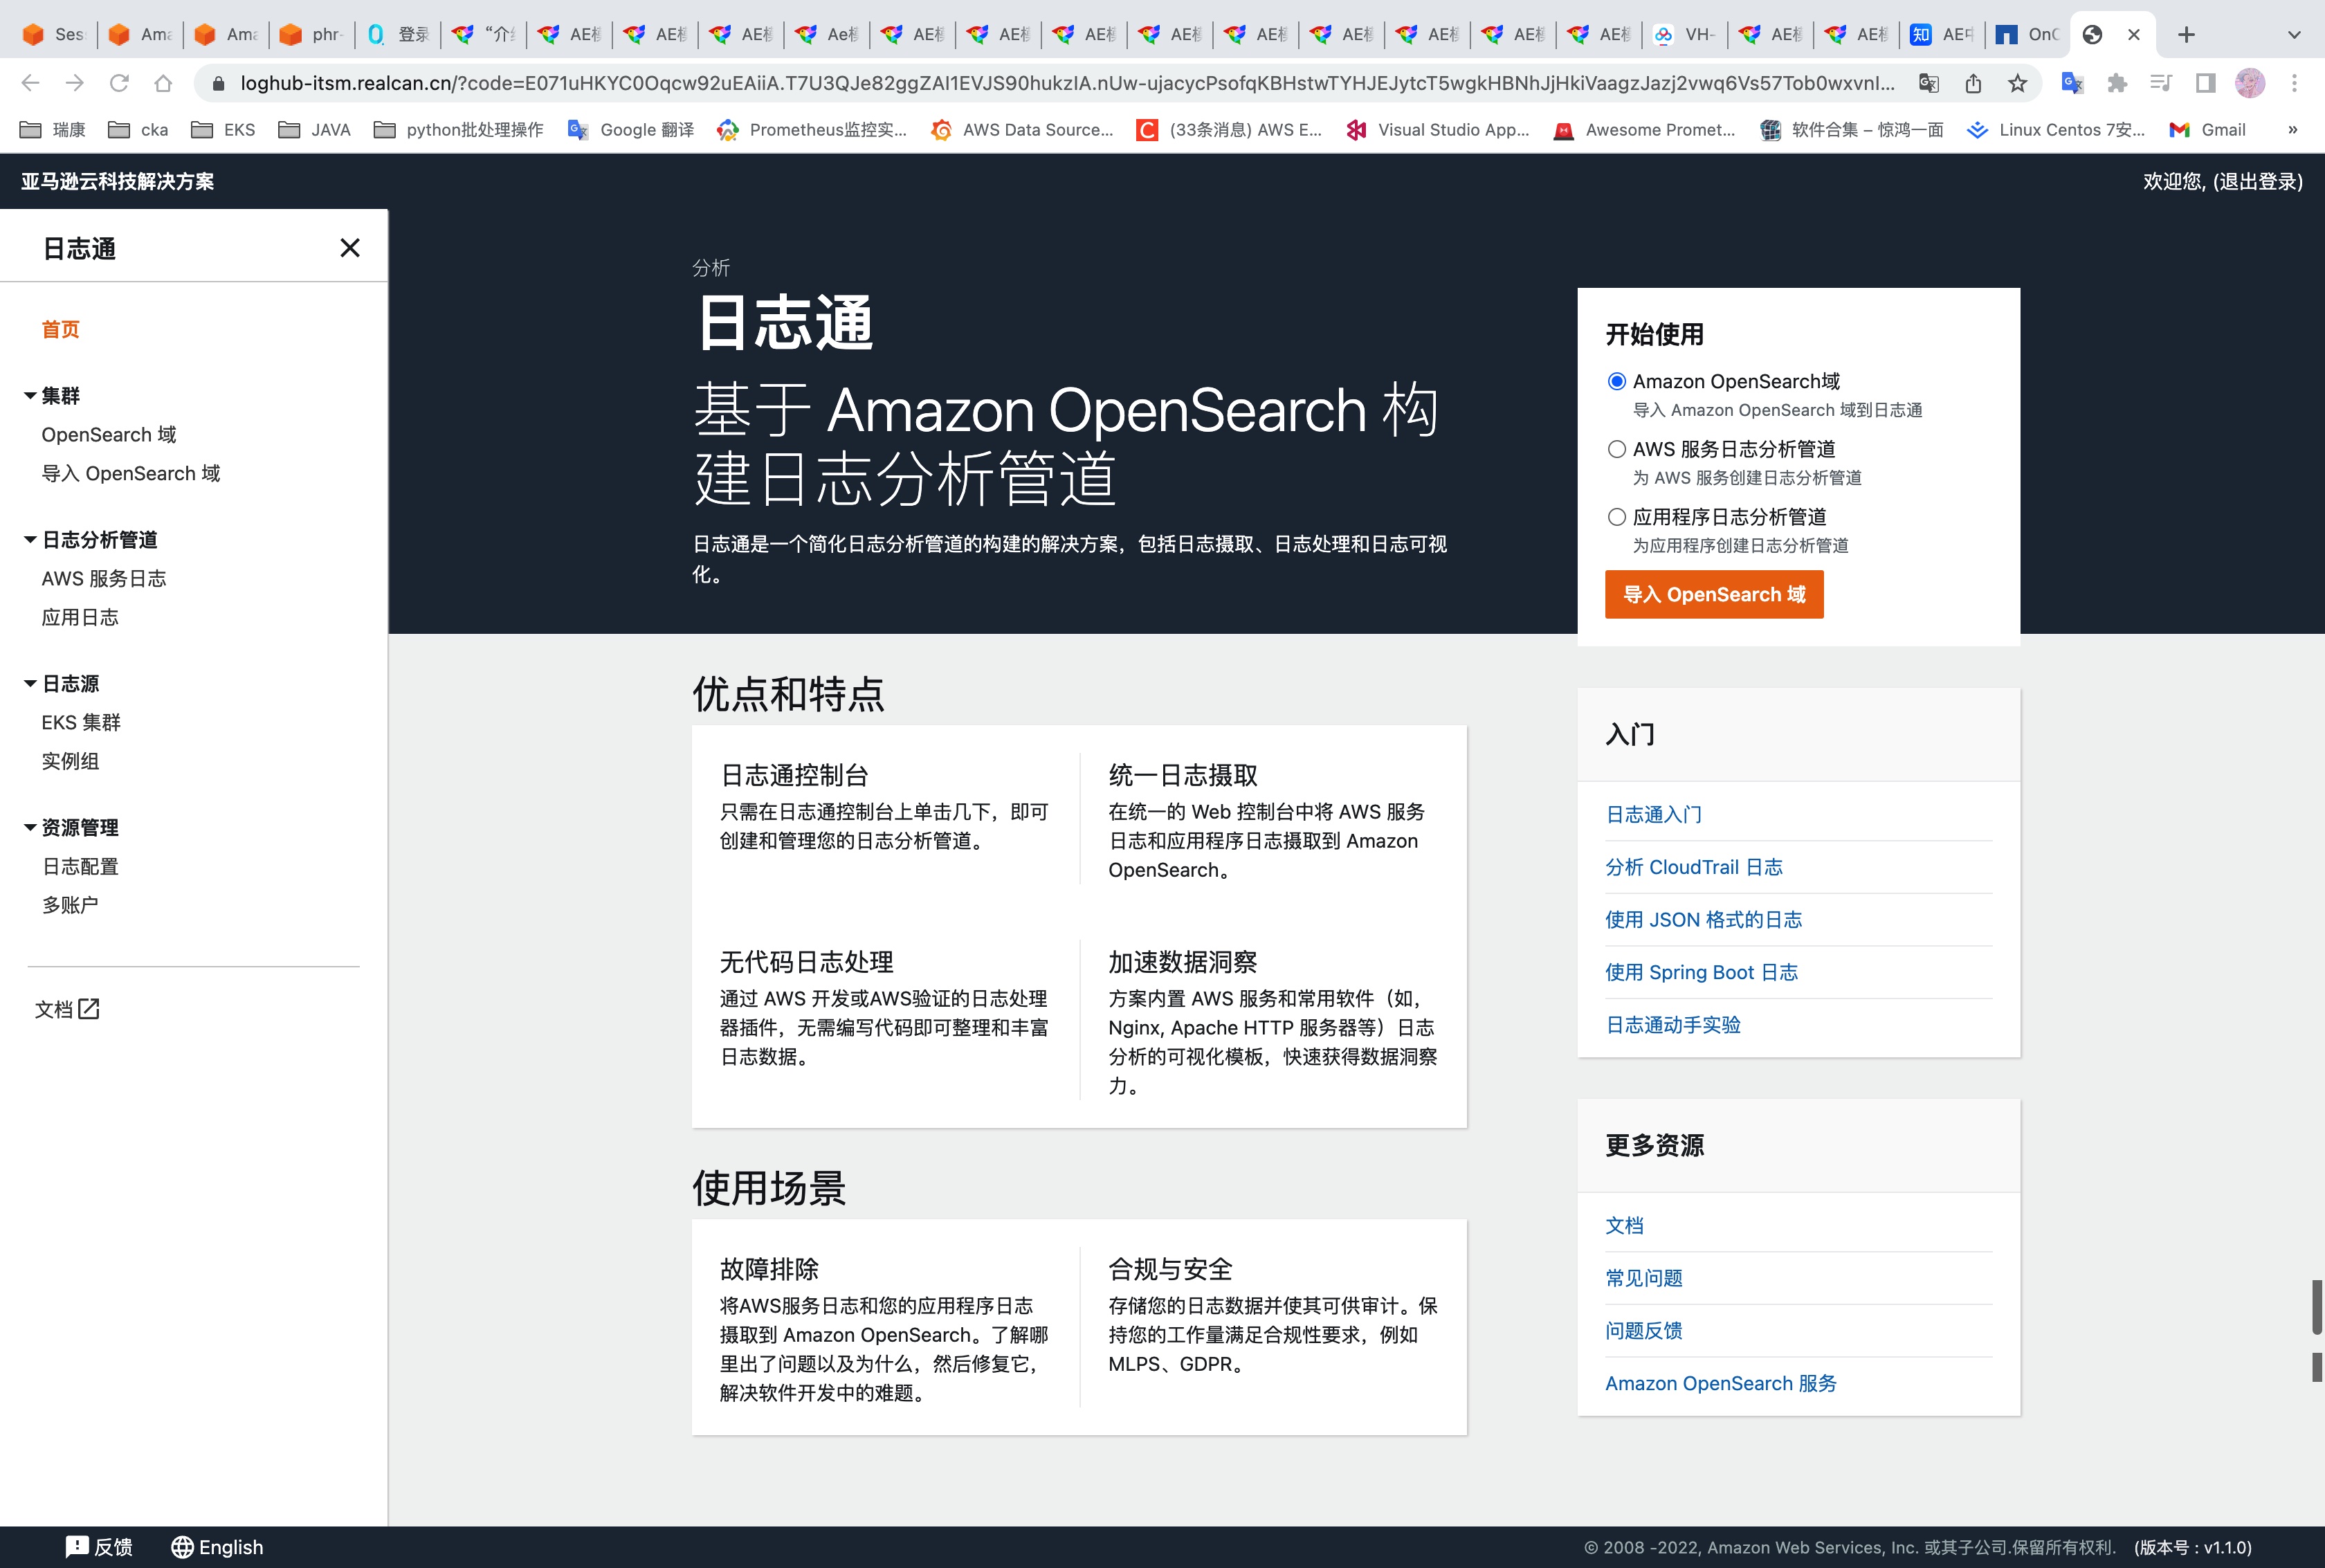 Ses
Ama
Ama
phr-
登录
VH-
OnC
loghub-itsm.realcan.cn/?code=E071uHKYC0Oqcw92uEAiiA.T7U3QJe82ggZAI1EVJS90hukzIA.nUw-ujacycPsofqKBHstwTYHJEJytcT5wgkHBNhJjHkiVaagzJazj2vwq6Vs57Tob0wxvnI...
瑞康
cka
EKS
JAVA
python批处理操作
Google 翻译
Prometheus监控实...
AWS Data Source...
(33条消息) AWS E...
Visual Studio App...
Awesome Promet...
软件合集 – 惊鸿一面
Linux Centos 7安...
Gmail
»
亚马逊云科技解决方案
欢迎您, (退出登录)
日志通
首页
集群
OpenSearch 域
导入 OpenSearch 域
日志分析管道
AWS 服务日志
应用日志
日志源
EKS 集群
实例组
资源管理
日志配置
多账户
文档
分析
日志通
基于 Amazon OpenSearch 构
建日志分析管道
日志通是一个简化日志分析管道的构建的解决方案，包括日志摄取、日志处理和日志可视
化。
开始使用
Amazon OpenSearch域
导入 Amazon OpenSearch 域到日志通
AWS 服务日志分析管道
为 AWS 服务创建日志分析管道
应用程序日志分析管道
为应用程序创建日志分析管道
导入 OpenSearch 域
优点和特点
日志通控制台
只需在日志通控制台上单击几下，即可
创建和管理您的日志分析管道。
统一日志摄取
在统一的 Web 控制台中将 AWS 服务
日志和应用程序日志摄取到 Amazon
OpenSearch。
无代码日志处理
通过 AWS 开发或AWS验证的日志处理
器插件，无需编写代码即可整理和丰富
日志数据。
加速数据洞察
方案内置 AWS 服务和常用软件（如，
Nginx, Apache HTTP 服务器等）日志
分析的可视化模板，快速获得数据洞察
力。
使用场景
故障排除
将AWS服务日志和您的应用程序日志
摄取到 Amazon OpenSearch。了解哪
里出了问题以及为什么，然后修复它，
解决软件开发中的难题。
合规与安全
存储您的日志数据并使其可供审计。保
持您的工作量满足合规性要求，例如
MLPS、GDPR。
入门
日志通入门
分析 CloudTrail 日志
使用 JSON 格式的日志
使用 Spring Boot 日志
日志通动手实验
更多资源
文档
常见问题
问题反馈
Amazon OpenSearch 服务
反馈
English
© 2008 -2022, Amazon Web Services, Inc. 或其子公司.保留所有权利.
(版本号 : v1.1.0)